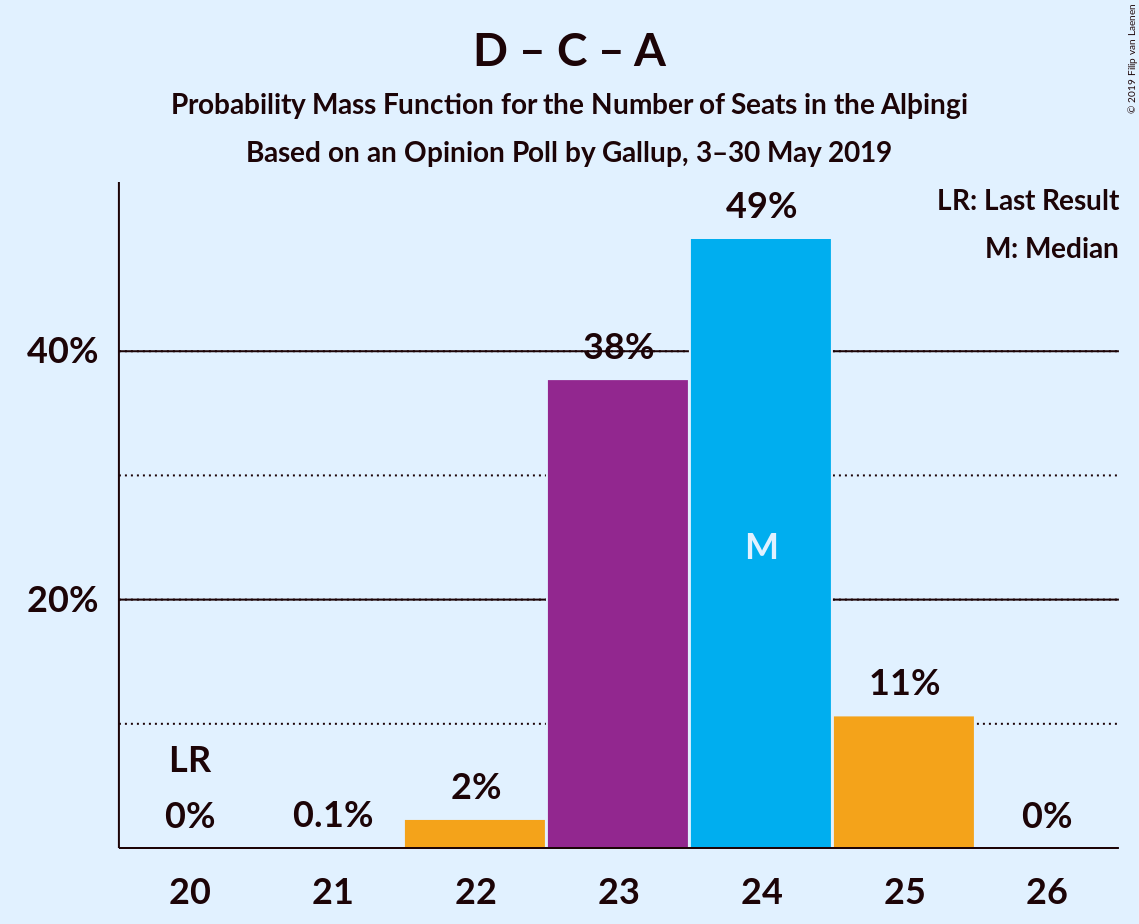 D – C – A
Probability Mass Function for the Number of Seats in the Alþingi
Based on an Opinion Poll by Gallup, 3–30 May 2019
© 2019 Filip van Laenen
LR: Last Result
M: Median
49%
40%
38%
M
20%
11%
LR
0%
0.1%
2%
0%
20
21
22
23
24
25
26